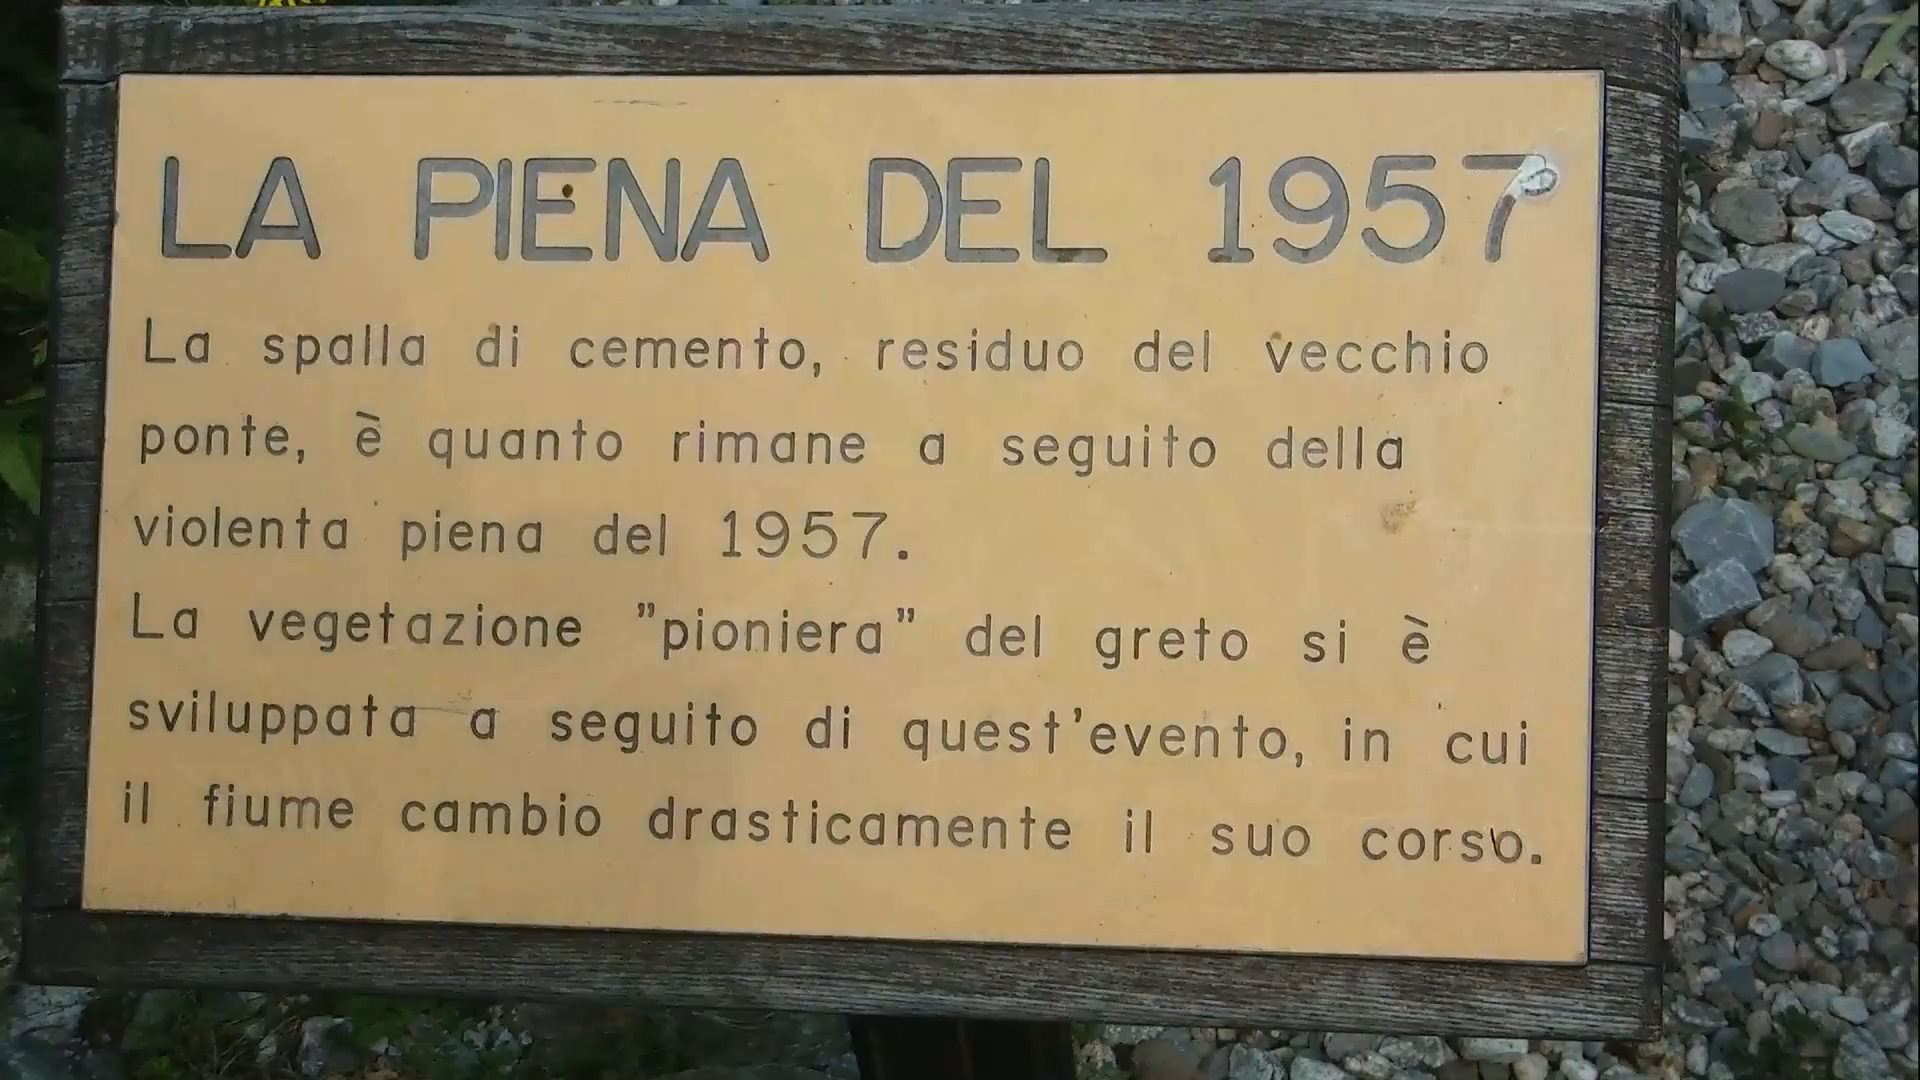 LA PIENA DEL 1957
La spalla di cemento, residuo del vecchio
ponte, è quanto rimane a seguito della
violenta piena del 1957.
La vegetazione "pioniera" del greto si è
sviluppata a seguito di quest'evento, in cui
il fiume cambio drasticamente il suo corso.